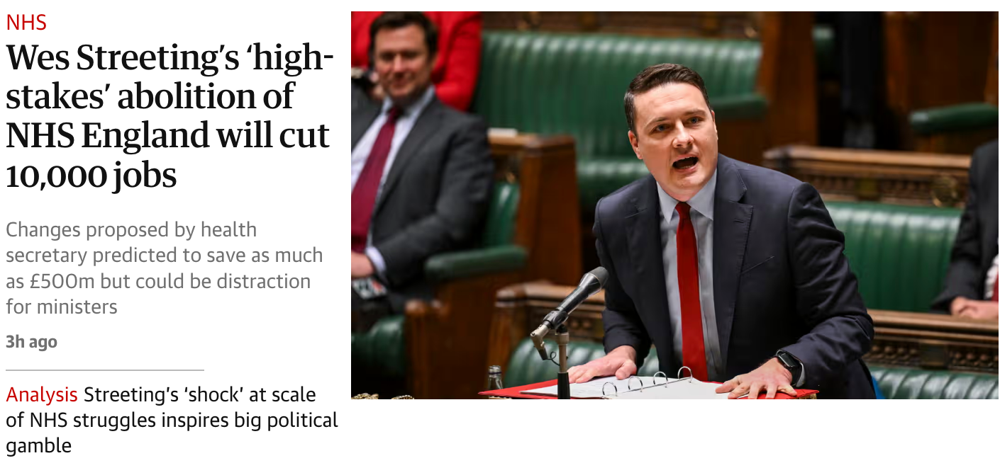 NHS
Wes Streeting’s ‘high-
stakes’ abolition of
NHS England will cut
10,000 jobs
Changes proposed by health
secretary predicted to save as much
as £500m but could be distraction
for ministers
3h ago
Analysis Streeting’s ‘shock’ at scale
of NHS struggles inspires big political
gamble